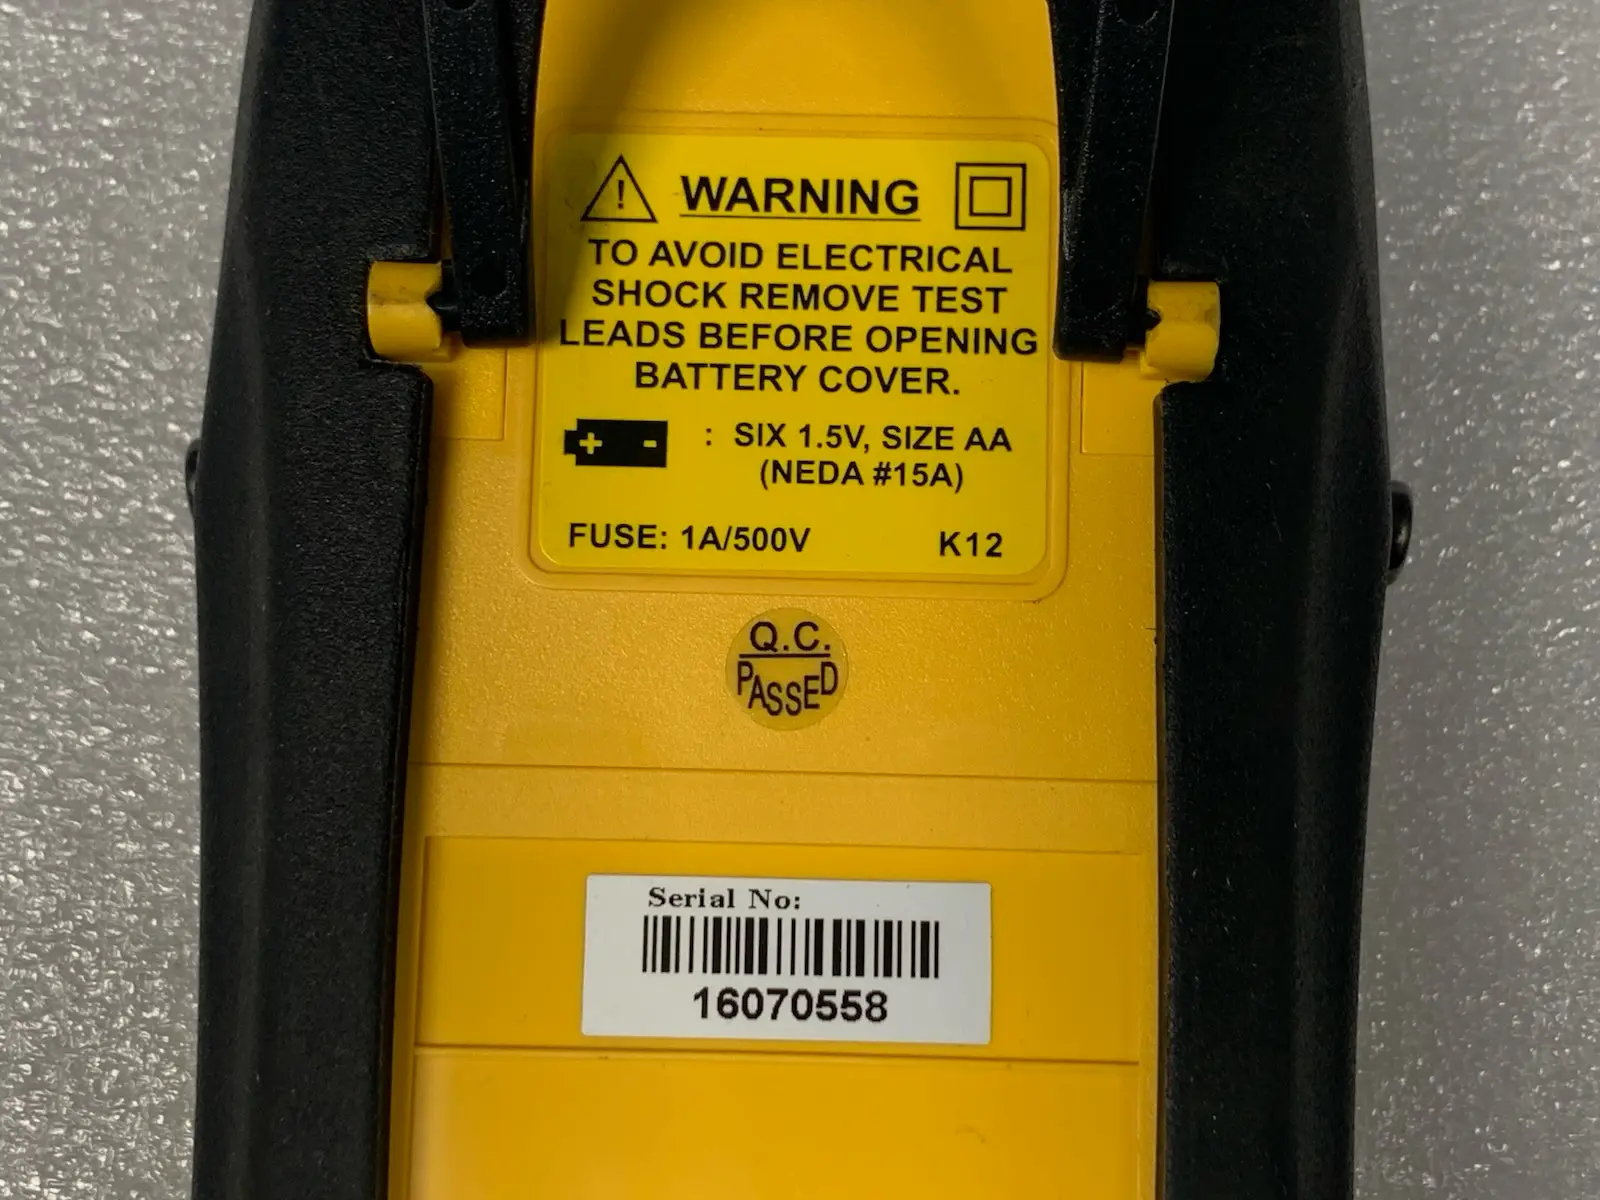 WARNING
TO AVOID ELECTRICAL
SHOCK REMOVE TEST
LEADS BEFORE OPENING
BATTERY COVER.
: SIX 1.5V, SIZE AA
(NEDA #15A)
FUSE: 1A/500V K12
Q.C.
PASSED
Serial No:
16070558